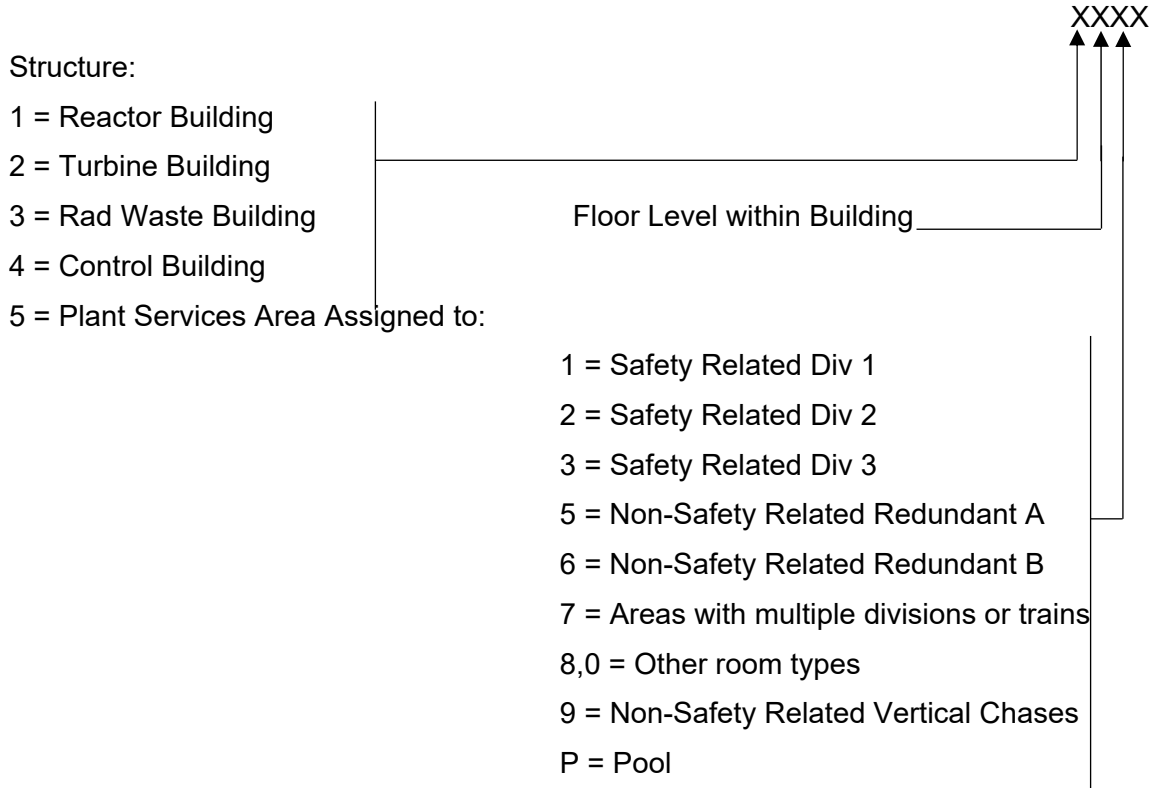 XXXX
Structure:
1 = Reactor Building
2 = Turbine Building
3 = Rad Waste Building
Floor Level within Building
4 = Control Building
5 = Plant Services Area Assigned to:
1 = Safety Related Div 1
2 = Safety Related Div 2
3 = Safety Related Div 3
5 = Non-Safety Related Redundant A
6 = Non-Safety Related Redundant B
7 = Areas with multiple divisions or trains
8,0 = Other room types
9 = Non-Safety Related Vertical Chases
P = Pool